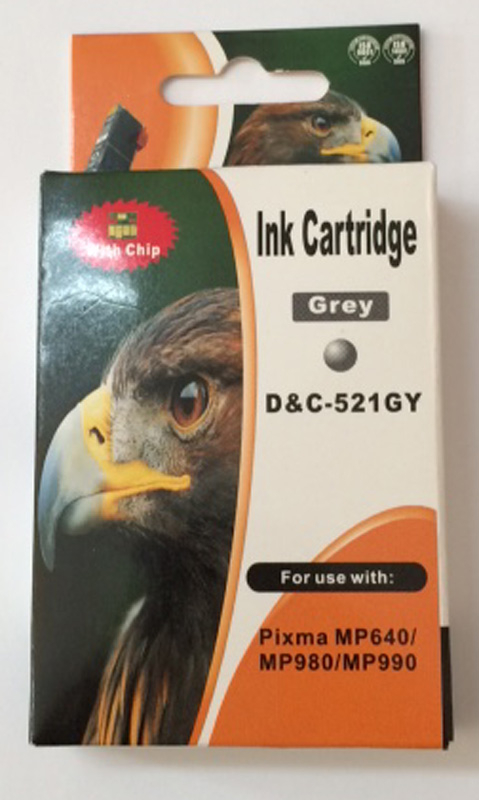 With Chip
Ink Cartridge
Grey
D&C-521GY
For use with:
Pixma MP640/
MP980/MP990